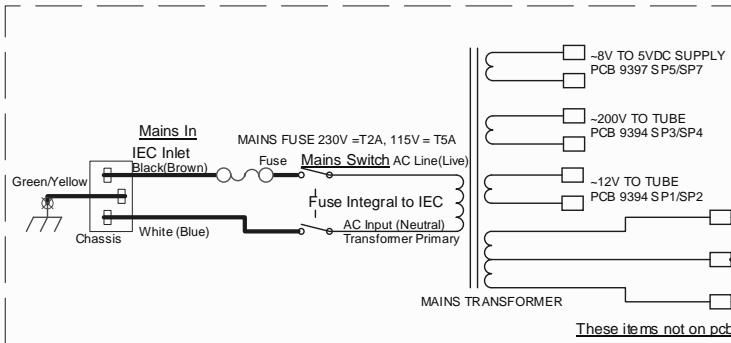 ~8V TO 5VDC SUPPLY
PCB 9397 SP5/SP7
~200V TO TUBE
PCB 9394 SP3/SP4
~12V TO TUBE
PCB 9394 SP1/SP2
Mains In
MAINS FUSE 230V =T2A, 115V = T5A
IEC Inlet
Black(Brown)
Fuse
Mains Switch
AC Line(Live)
Green/Yellow
Fuse Integral to IEC
Chassis
White (Blue)
AC Input (Neutral)
Transformer Primary
MAINS TRANSFORMER
These items not on pcb